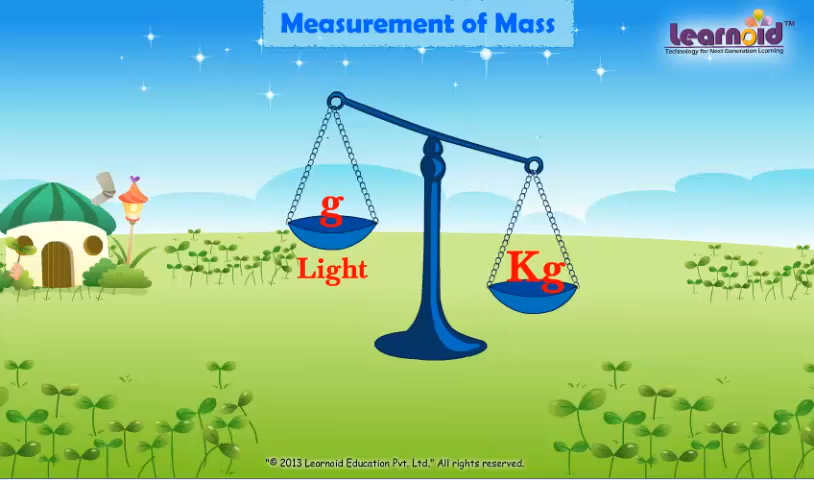 Measurement of Mass
Learnoid™
Technology for Next Generation Learning
g
Light
Kg
"© 2013 Learnoid Education Pvt. Ltd." All rights reserved.